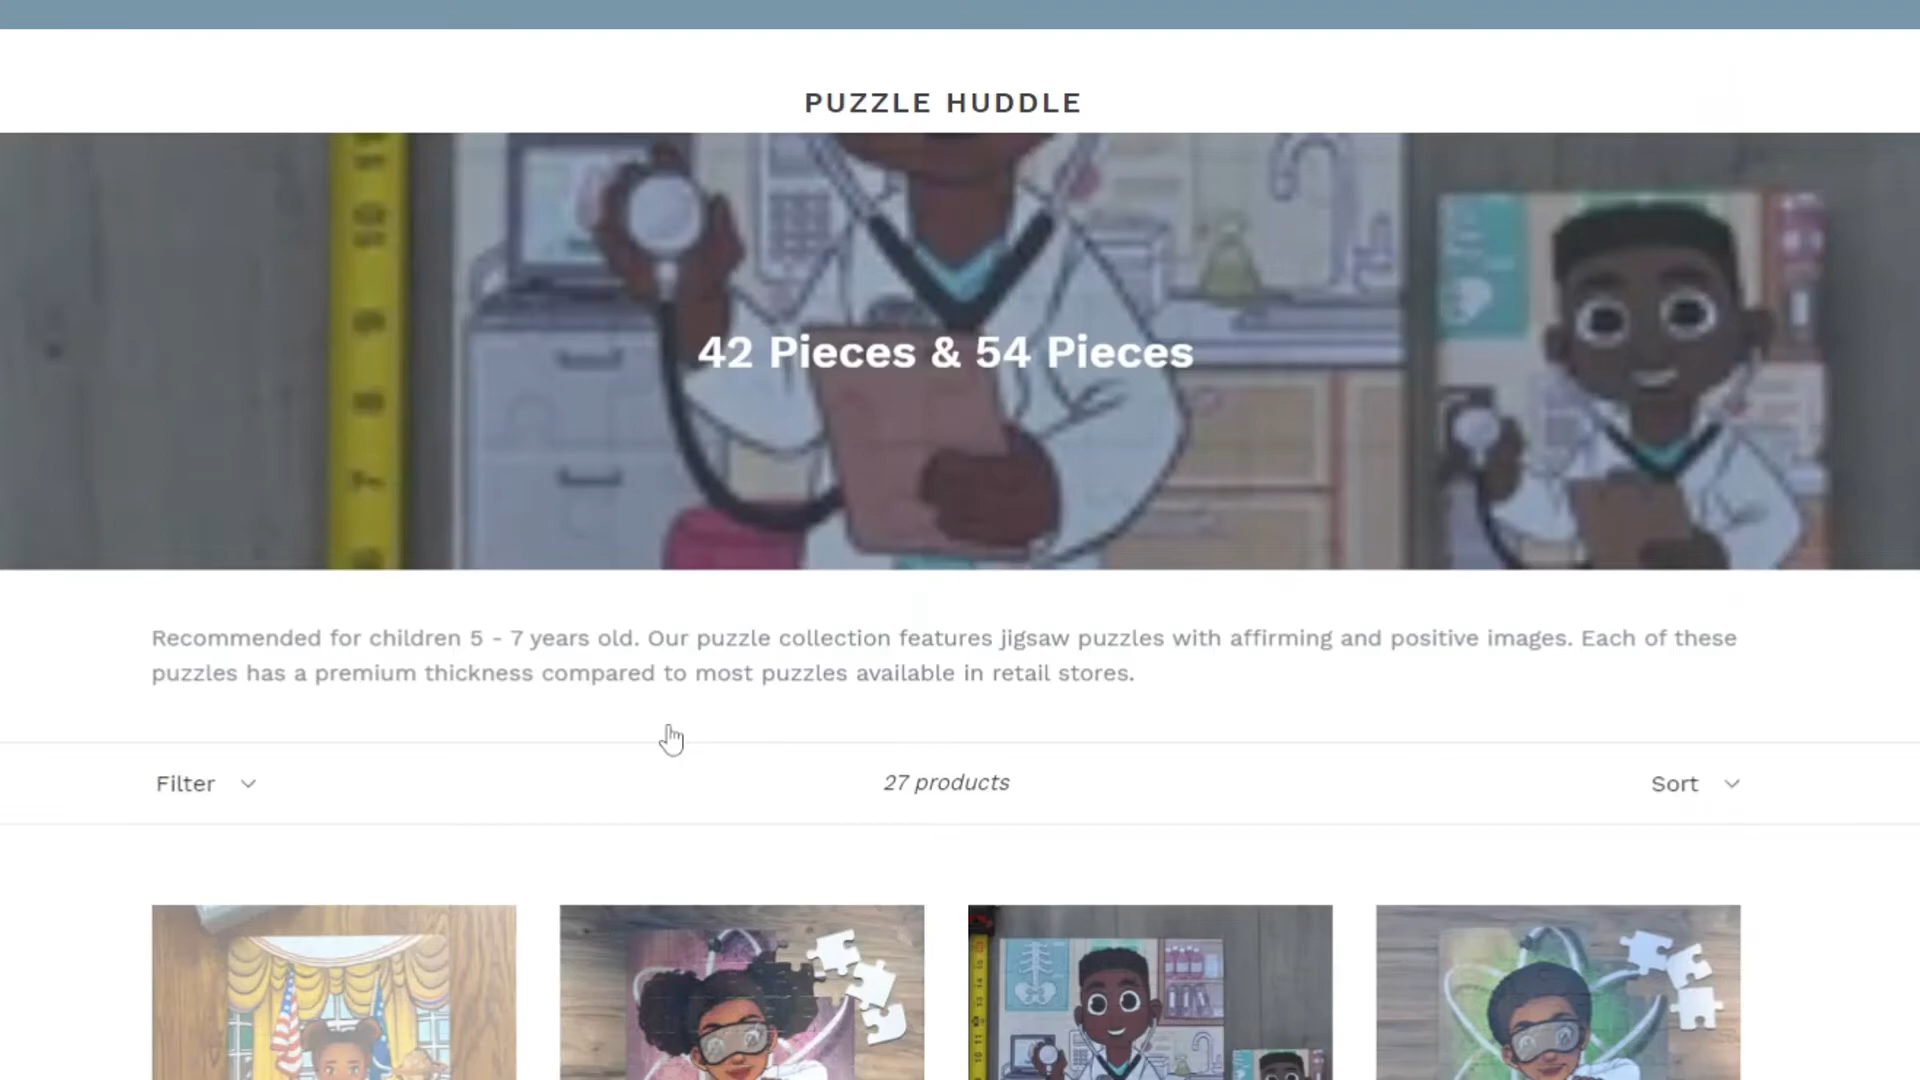 PUZZLE HUDDLE
42 Pieces & 54 Pieces
Recommended for children 5 - 7 years old. Our puzzle collection features jigsaw puzzles with affirming and positive images. Each of these
puzzles has a premium thickness compared to most puzzles available in retail stores.
Filter
27 products
Sort